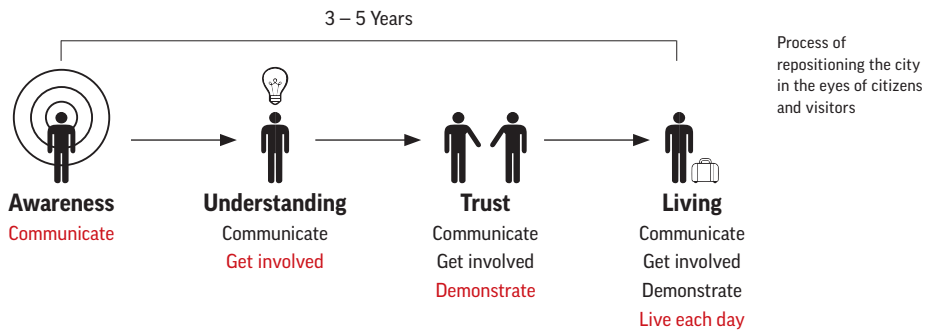 3 – 5 Years
Process of
repositioning the city
in the eyes of citizens
and visitors
Awareness
Communicate
Understanding
Communicate
Get involved
Trust
Communicate
Get involved
Demonstrate
Living
Communicate
Get involved
Demonstrate
Live each day